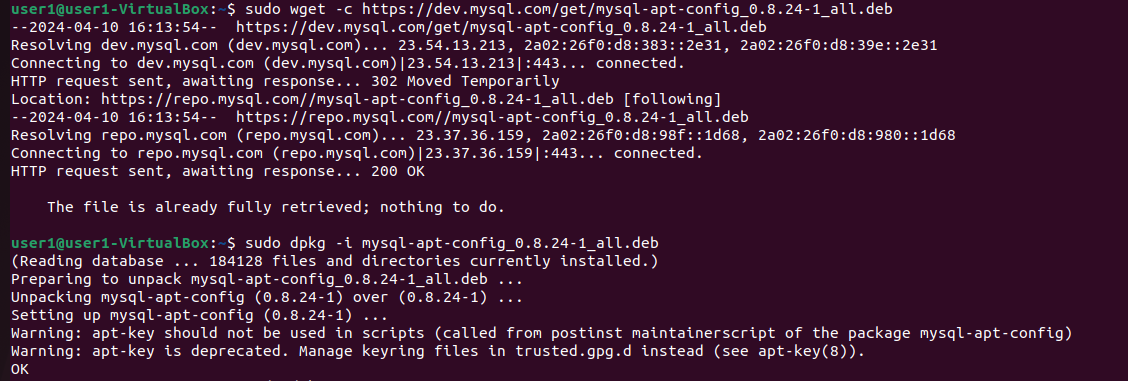 user1@user1-VirtualBox:~$ sudo wget -c https://dev.mysql.com/get/mysql-apt-config_0.8.24-1_all.deb
--2024-04-10 16:13:54--  https://dev.mysql.com/get/mysql-apt-config_0.8.24-1_all.deb
Resolving dev.mysql.com (dev.mysql.com)... 23.54.13.213, 2a02:26f0:d8:383::2e31, 2a02:26f0:d8:39e::2e31
Connecting to dev.mysql.com (dev.mysql.com)|23.54.13.213|:443... connected.
HTTP request sent, awaiting response... 302 Moved Temporarily
Location: https://repo.mysql.com//mysql-apt-config_0.8.24-1_all.deb [following]
--2024-04-10 16:13:54--  https://repo.mysql.com//mysql-apt-config_0.8.24-1_all.deb
Resolving repo.mysql.com (repo.mysql.com)... 23.37.36.159, 2a02:26f0:d8:98f::1d68, 2a02:26f0:d8:980::1d68
Connecting to repo.mysql.com (repo.mysql.com)|23.37.36.159|:443... connected.
HTTP request sent, awaiting response... 200 OK
The file is already fully retrieved; nothing to do.
user1@user1-VirtualBox:~$ sudo dpkg -i mysql-apt-config_0.8.24-1_all.deb
(Reading database ... 184128 files and directories currently installed.)
Preparing to unpack mysql-apt-config_0.8.24-1_all.deb ...
Unpacking mysql-apt-config (0.8.24-1) over (0.8.24-1) ...
Setting up mysql-apt-config (0.8.24-1) ...
Warning: apt-key should not be used in scripts (called from postinst maintainerscript of the package mysql-apt-config)
Warning: apt-key is deprecated. Manage keyring files in trusted.gpg.d instead (see apt-key(8)).
OK